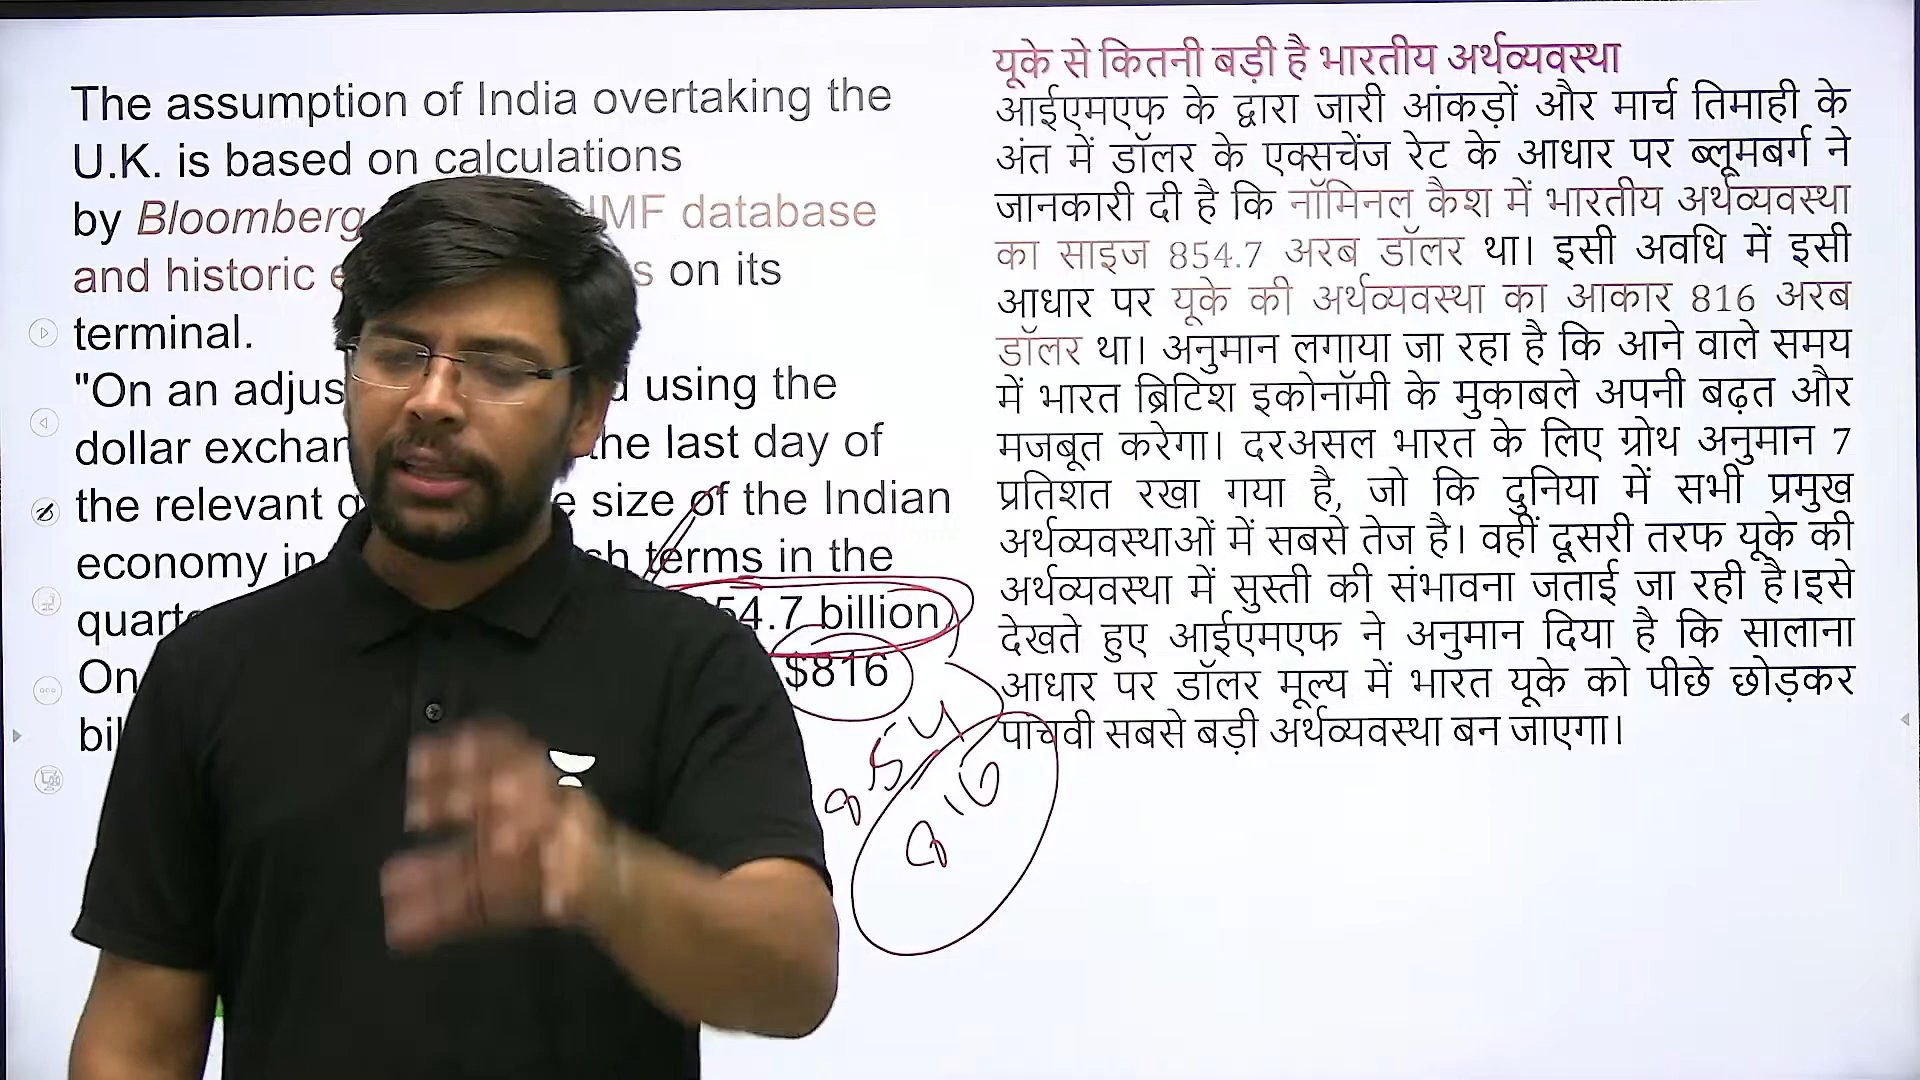 The assumption of India overtaking the
U.K. is based on calculations
by Bloomberg IMF database
and historic s on its
terminal.
"On an adjus d using the
dollar exchan he last day of
the relevant q e size of the Indian
economy in sh terms in the
quarte 54.7 billion
On $816
bil
यूके से कितनी बड़ी है भारतीय अर्थव्यवस्था
आईएमएफ के द्वारा जारी आंकड़ों और मार्च तिमाही के
अंत में डॉलर के एक्सचेंज रेट के आधार पर ब्लूमबर्ग ने
जानकारी दी है कि नॉमिनल कैश में भारतीय अर्थव्यवस्था
का साइज 854.7 अरब डॉलर था। इसी अवधि में इसी
आधार पर यूके की अर्थव्यवस्था का आकार 816 अरब
डॉलर था। अनुमान लगाया जा रहा है कि आने वाले समय
में भारत ब्रिटिश इकोनॉमी के मुकाबले अपनी बढ़त और
मजबूत करेगा। दरअसल भारत के लिए ग्रोथ अनुमान 7
प्रतिशत रखा गया है, जो कि दुनिया में सभी प्रमुख
अर्थव्यवस्थाओं में सबसे तेज है। वहीं दूसरी तरफ यूके की
अर्थव्यवस्था में सुस्ती की संभावना जताई जा रही है।इसे
देखते हुए आईएमएफ ने अनुमान दिया है कि सालाना
आधार पर डॉलर मूल्य में भारत यूके को पीछे छोड़कर
पांचवी सबसे बड़ी अर्थव्यवस्था बन जाएगा।
854
816